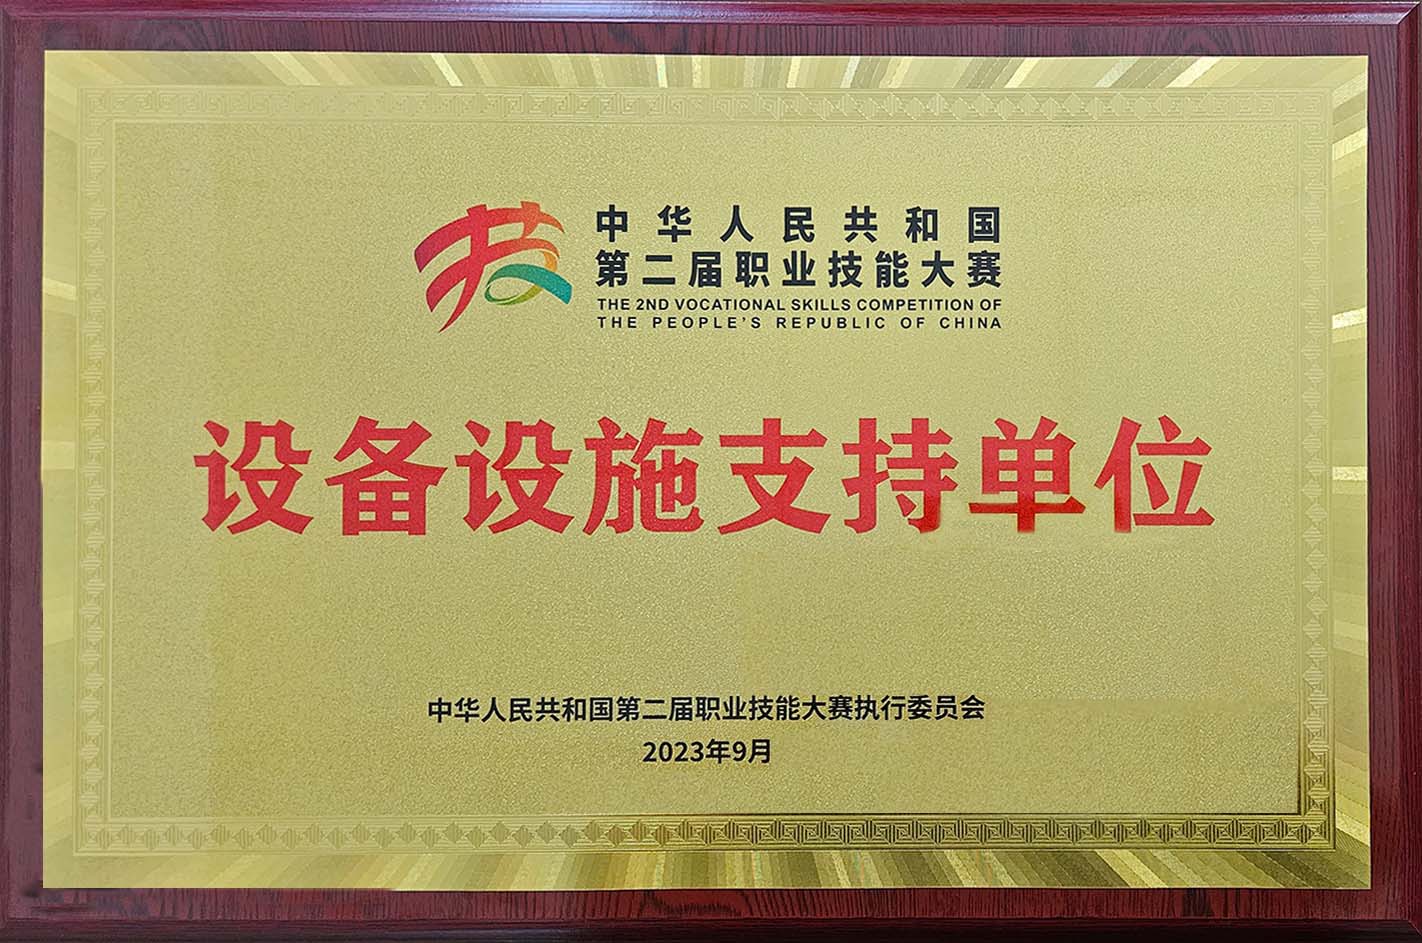 中华人民共和国
第二届职业技能大赛
THE 2ND VOCATIONAL SKILLS COMPETITION OF
THE PEOPLE'S REPUBLIC OF CHINA
设备设施支持单位
中华人民共和国第二届职业技能大赛执行委员会
2023年9月